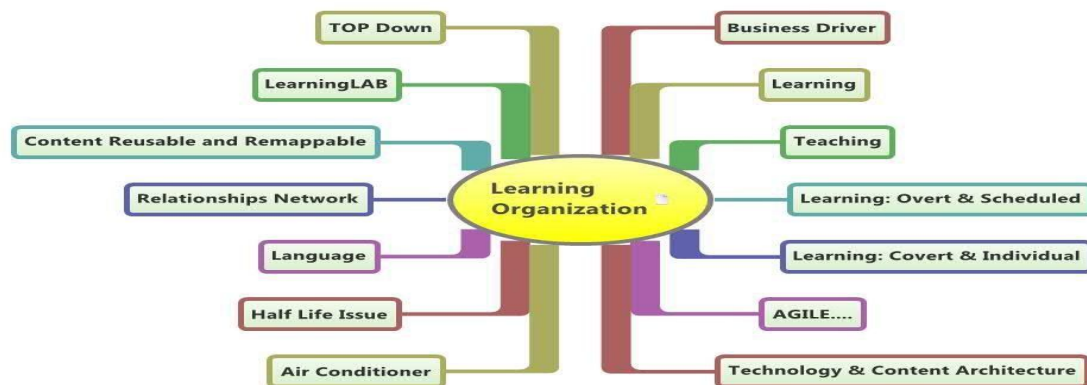 TOP Down
LearningLAB
Content Reusable and Remappable
Relationships Network
Language
Half Life Issue
Air Conditioner
Learning
Organization
Business Driver
Learning
Teaching
Learning: Overt & Scheduled
Learning: Covert & Individual
AGILE....
Technology & Content Architecture